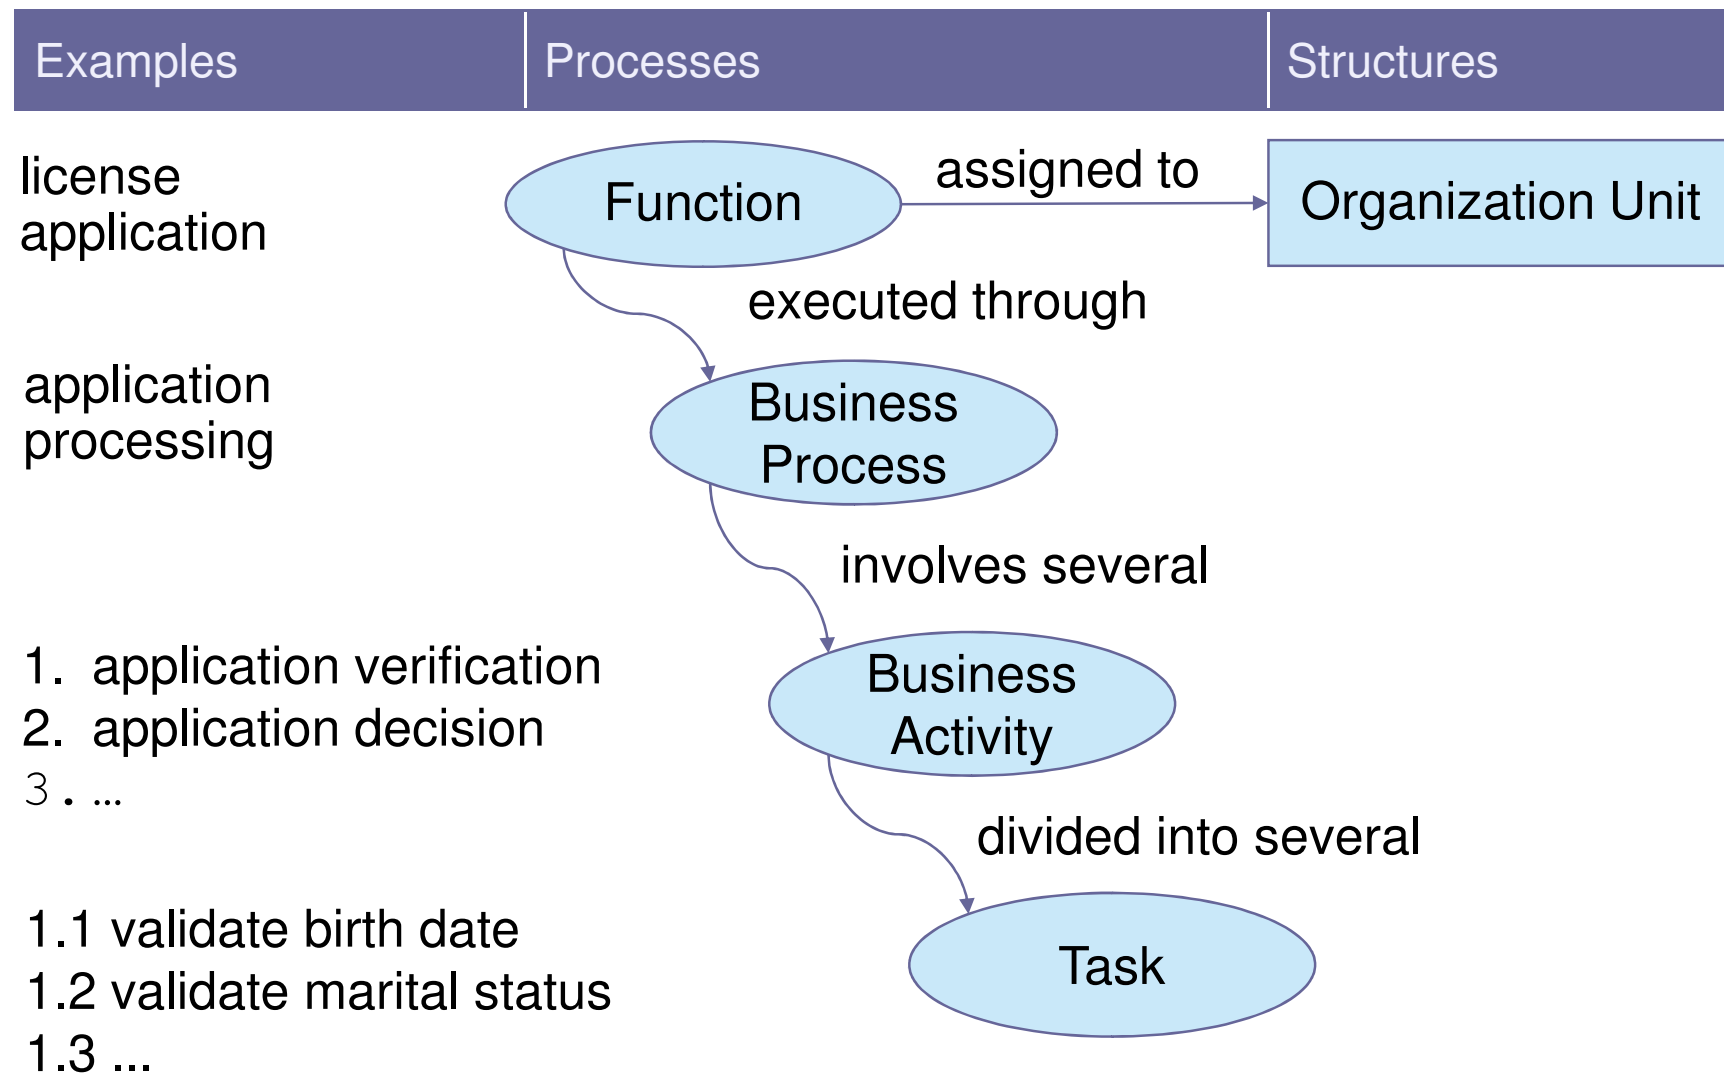 Examples
Processes
Structures
license
application
Function
assigned to
Organization Unit
executed through
application
processing
Business
Process
involves several
1. application verification
2. application decision
3. …
Business
Activity
divided into several
1.1 validate birth date
1.2 validate marital status
1.3 ...
Task